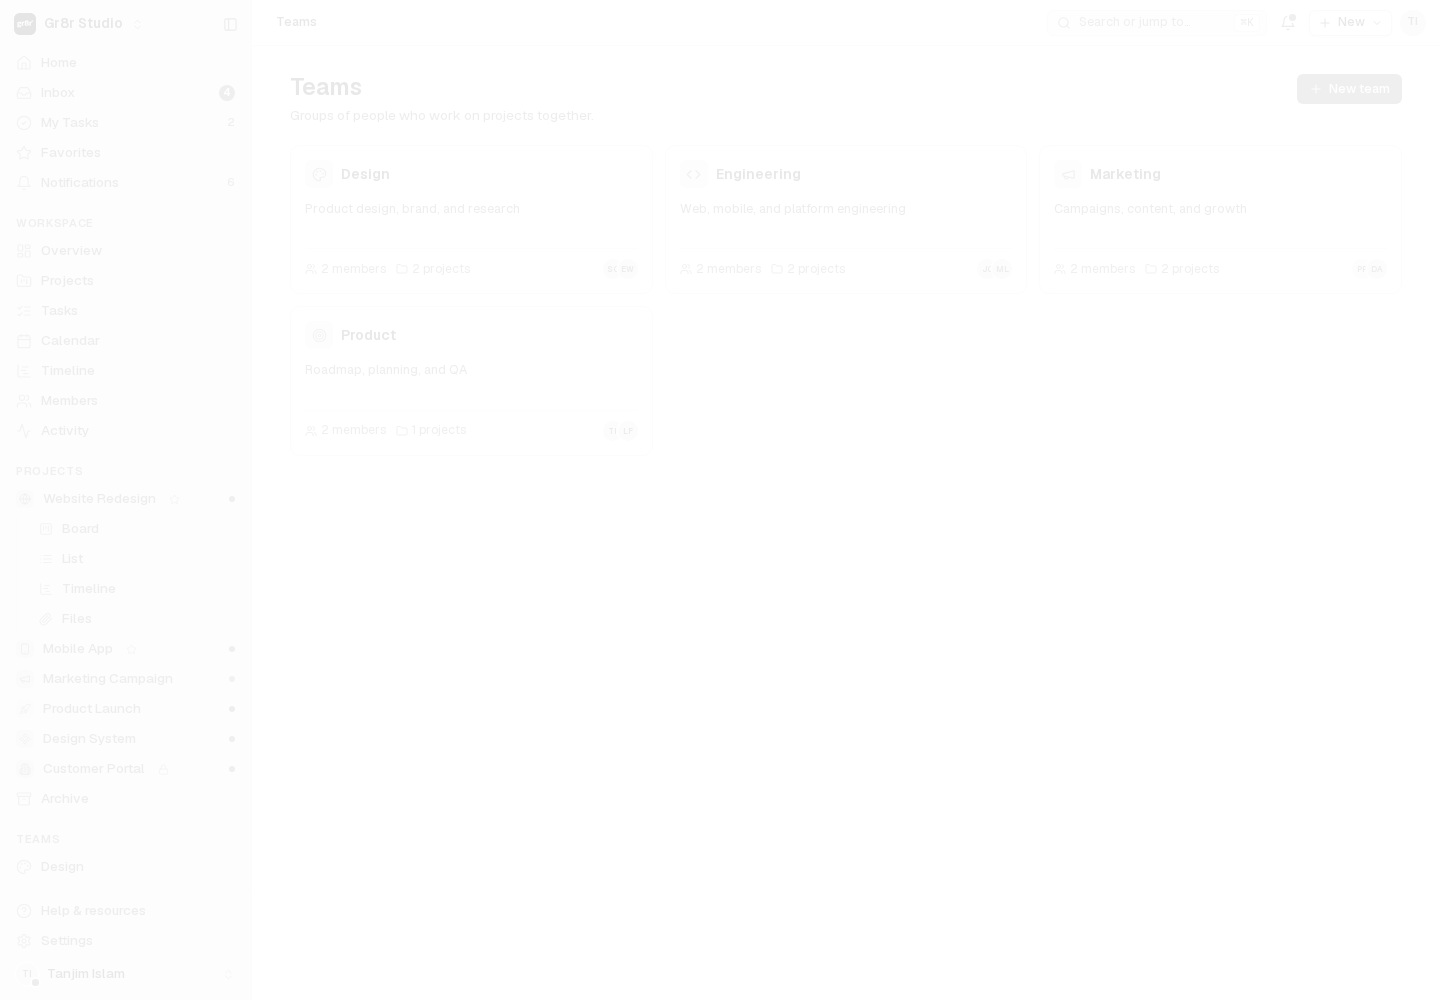 Gr8r Studio
Home
Inbox 4
My Tasks 2
Favorites
Notifications 6
WORKSPACE
Overview
Projects
Tasks
Calendar
Timeline
Members
Activity
PROJECTS
Website Redesign
Board
List
Timeline
Files
Mobile App
Marketing Campaign
Product Launch
Design System
Customer Portal
Archive
TEAMS
Design
Help & resources
Settings
TI Tanjim Islam
Teams
Search or jump to... ⌘K
New
TI
Teams
Groups of people who work on projects together.
New team
Design
Product design, brand, and research
2 members 2 projects
EW
Engineering
Web, mobile, and platform engineering
2 members 2 projects
Marketing
Campaigns, content, and growth
2 members 2 projects
DA
Product
Roadmap, planning, and QA
2 members 1 projects
TI